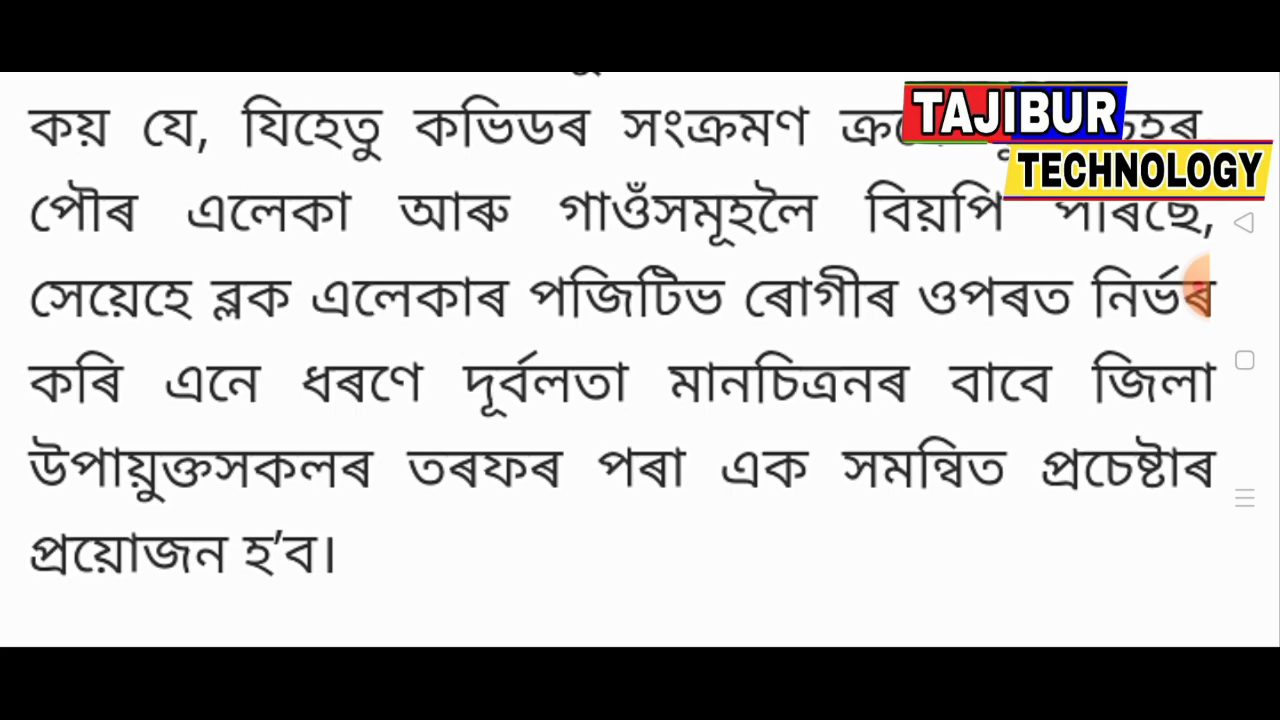 কয় যে, যিহেতু কভিডৰ সংক্ৰমণ
TAJIBUR
TECHNOLOGY
পৌৰ এলেকা আৰু গাওঁসমূহলৈ বিয়পি পাৰিছে,
সেয়েহে ব্লক এলেকাৰ পজিটিভ ৰোগীৰ ওপৰত নিৰ্ভৰ
কৰি এনে ধৰণে দূৰ্বলতা মানচিত্ৰনৰ বাবে জিলা
উপায়ুক্তসকলৰ তৰফৰ পৰা এক সমন্বিত প্ৰচেষ্টাৰ
প্ৰয়োজন হ’ব।